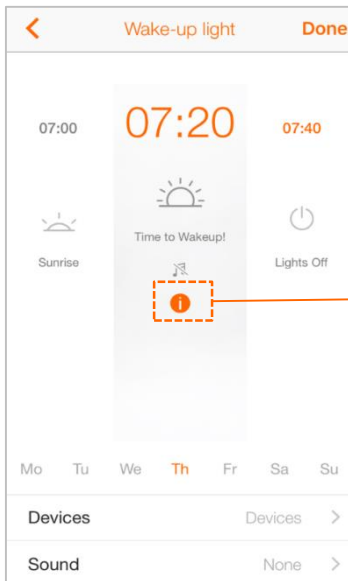 Wake-up light Done
07:00 07:20 07:40
Time to Wakeup!
Sunrise Lights Off
i
Mo Tu We Th Fr Sa Su
Devices Devices
Sound None